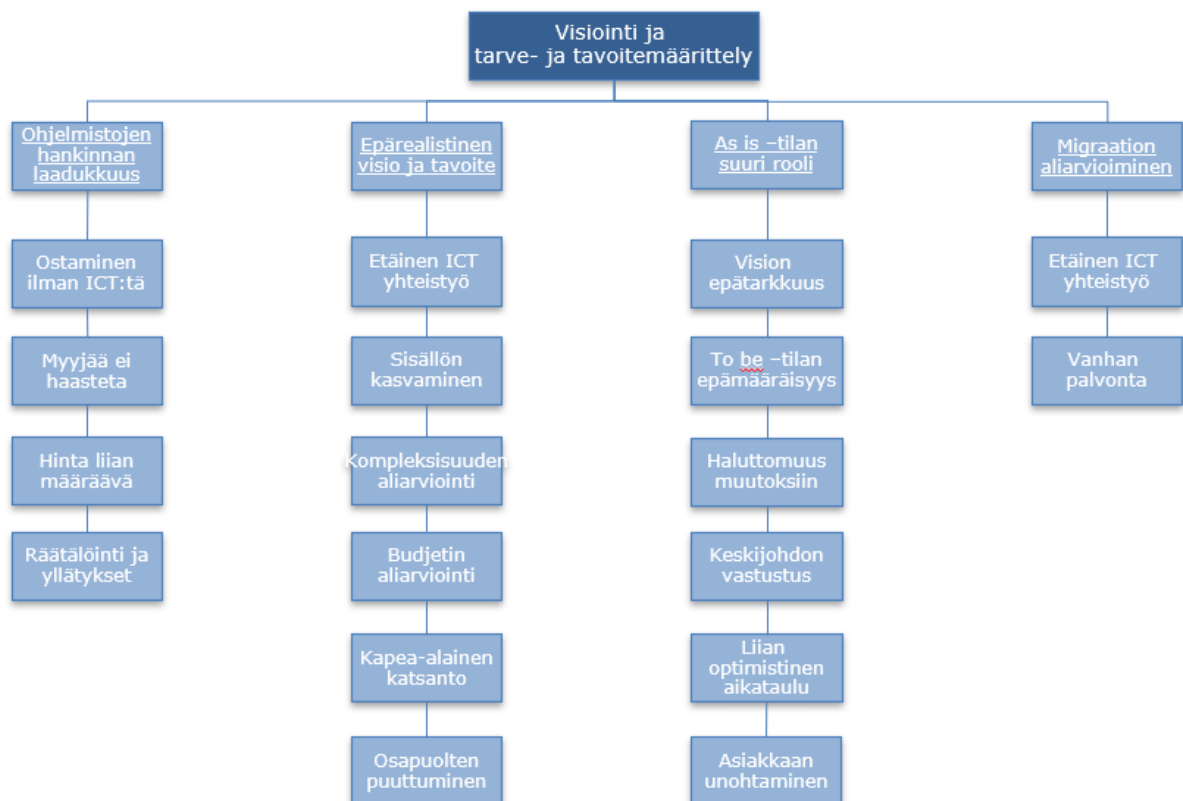 Visiointi ja
tarve- ja tavoitemäärittely
Ohjelmistojen
hankinnan
laadukkuus
Ostaminen
ilman ICT:tä
Myyjää ei
haasteta
Hinta liian
määräävä
Räätälöinti ja
yllätykset
Epärealistinen
visio ja tavoite
Etäinen ICT
yhteistyö
Sisällön
kasvaminen
Kompleksisuuden
aliarviointi
Budjetin
aliarviointi
Kapea-alainen
katsanto
Osapuolten
puuttuminen
As is –tilan
suuri rooli
Vision
epätarkkuus
To be –tilan
epämääräisyys
Haluttomuus
muutoksiin
Keskijohdon
vastustus
Liian
optimistinen
aikataulu
Asiakkaan
unohtaminen
Migraation
aliarvioiminen
Etäinen ICT
yhteistyö
Vanhan
palvonta